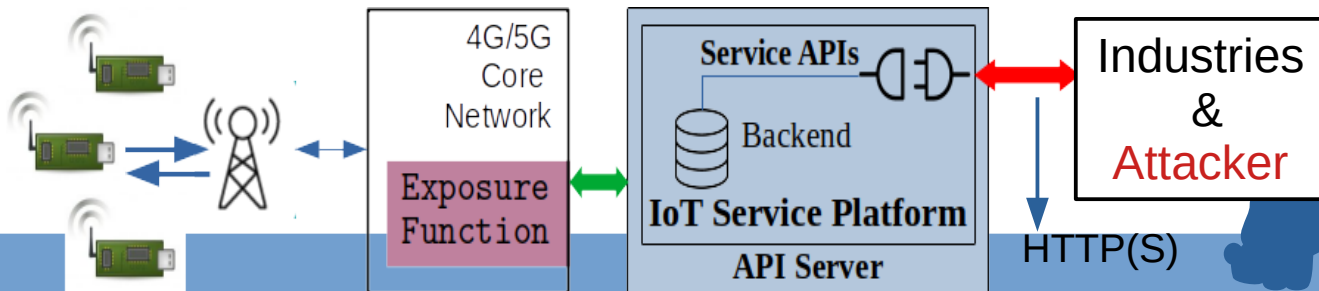 4G/5G
Core
Network
Exposure
Function
Service APIs
Backend
IoT Service Platform
API Server
HTTP(S)
Industries
&
Attacker